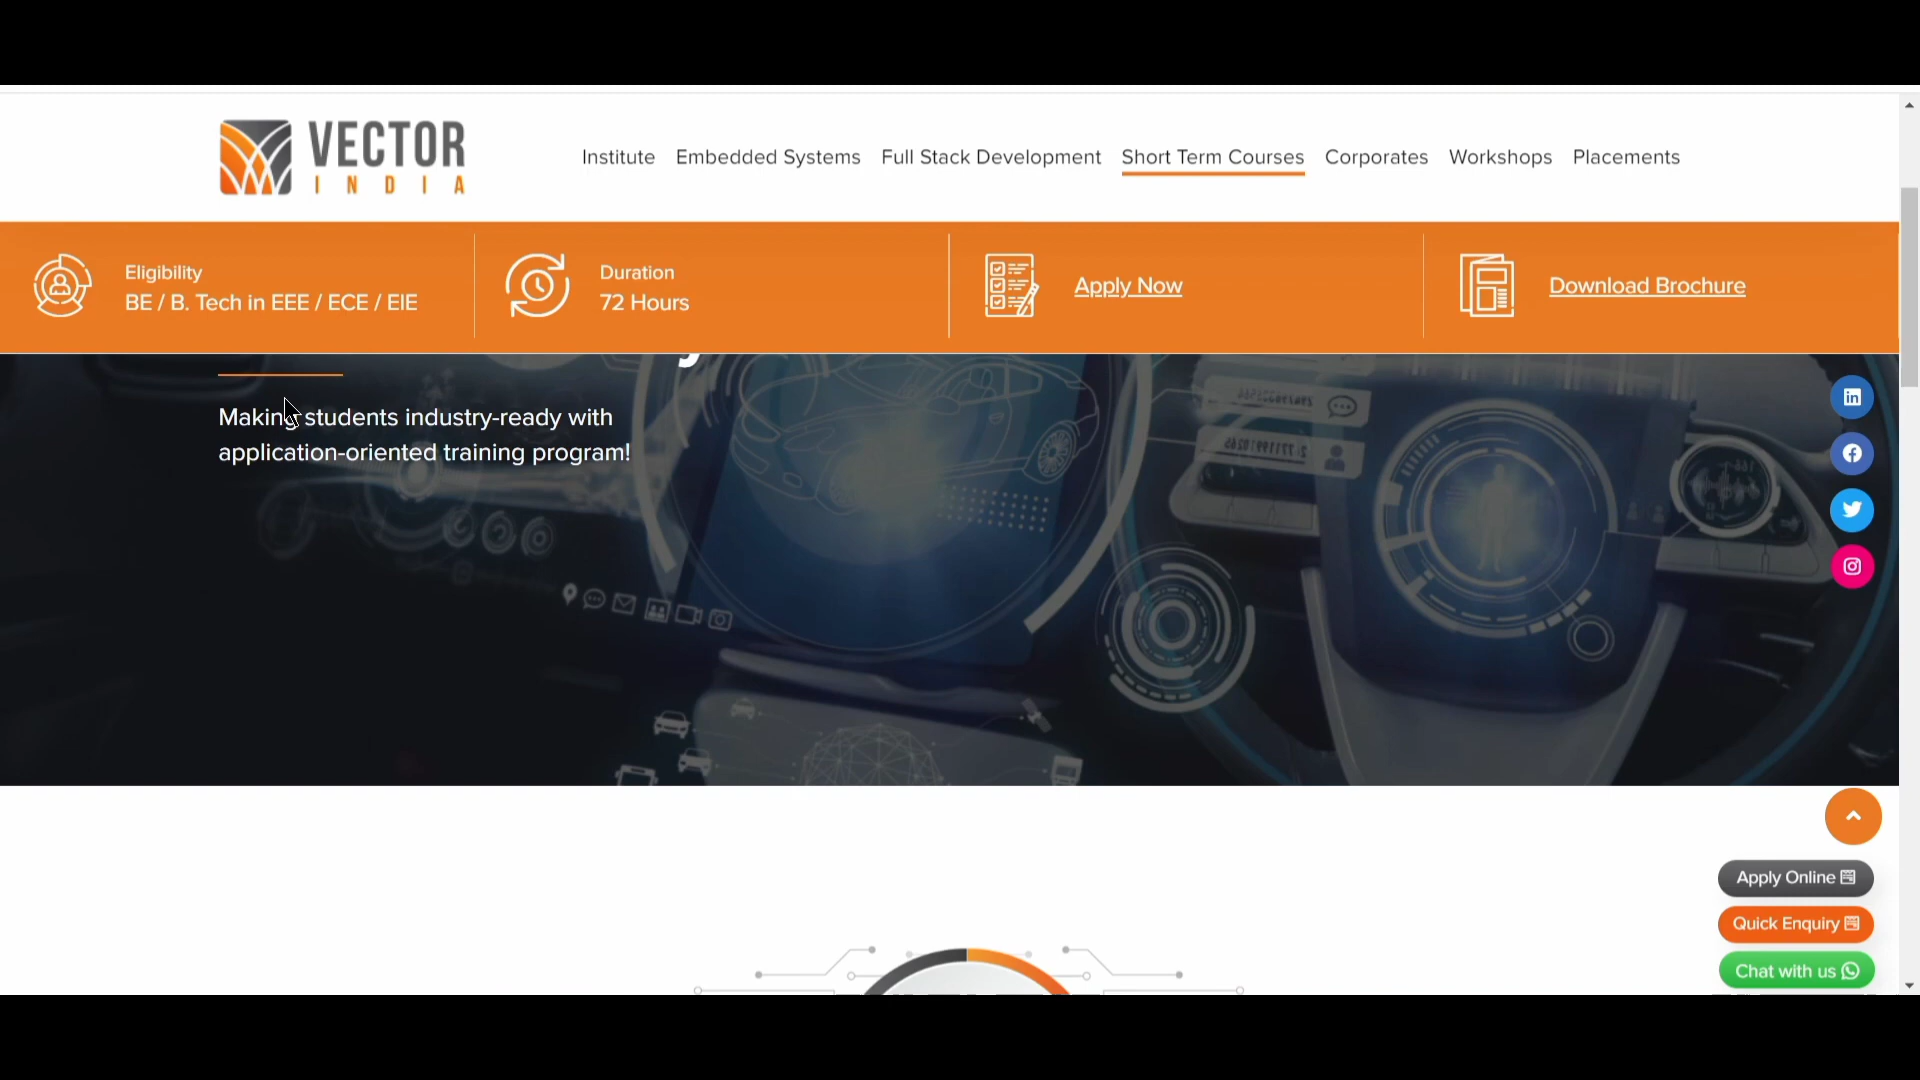 VECTOR
INDIA
Institute
Embedded Systems
Full Stack Development
Short Term Courses
Corporates
Workshops
Placements
Eligibility
BE / B. Tech in EEE / ECE / EIE
Duration
72 Hours
Apply Now
Download Brochure
Making students industry-ready with
application-oriented training program!
Apply Online
Quick Enquiry
Chat with us